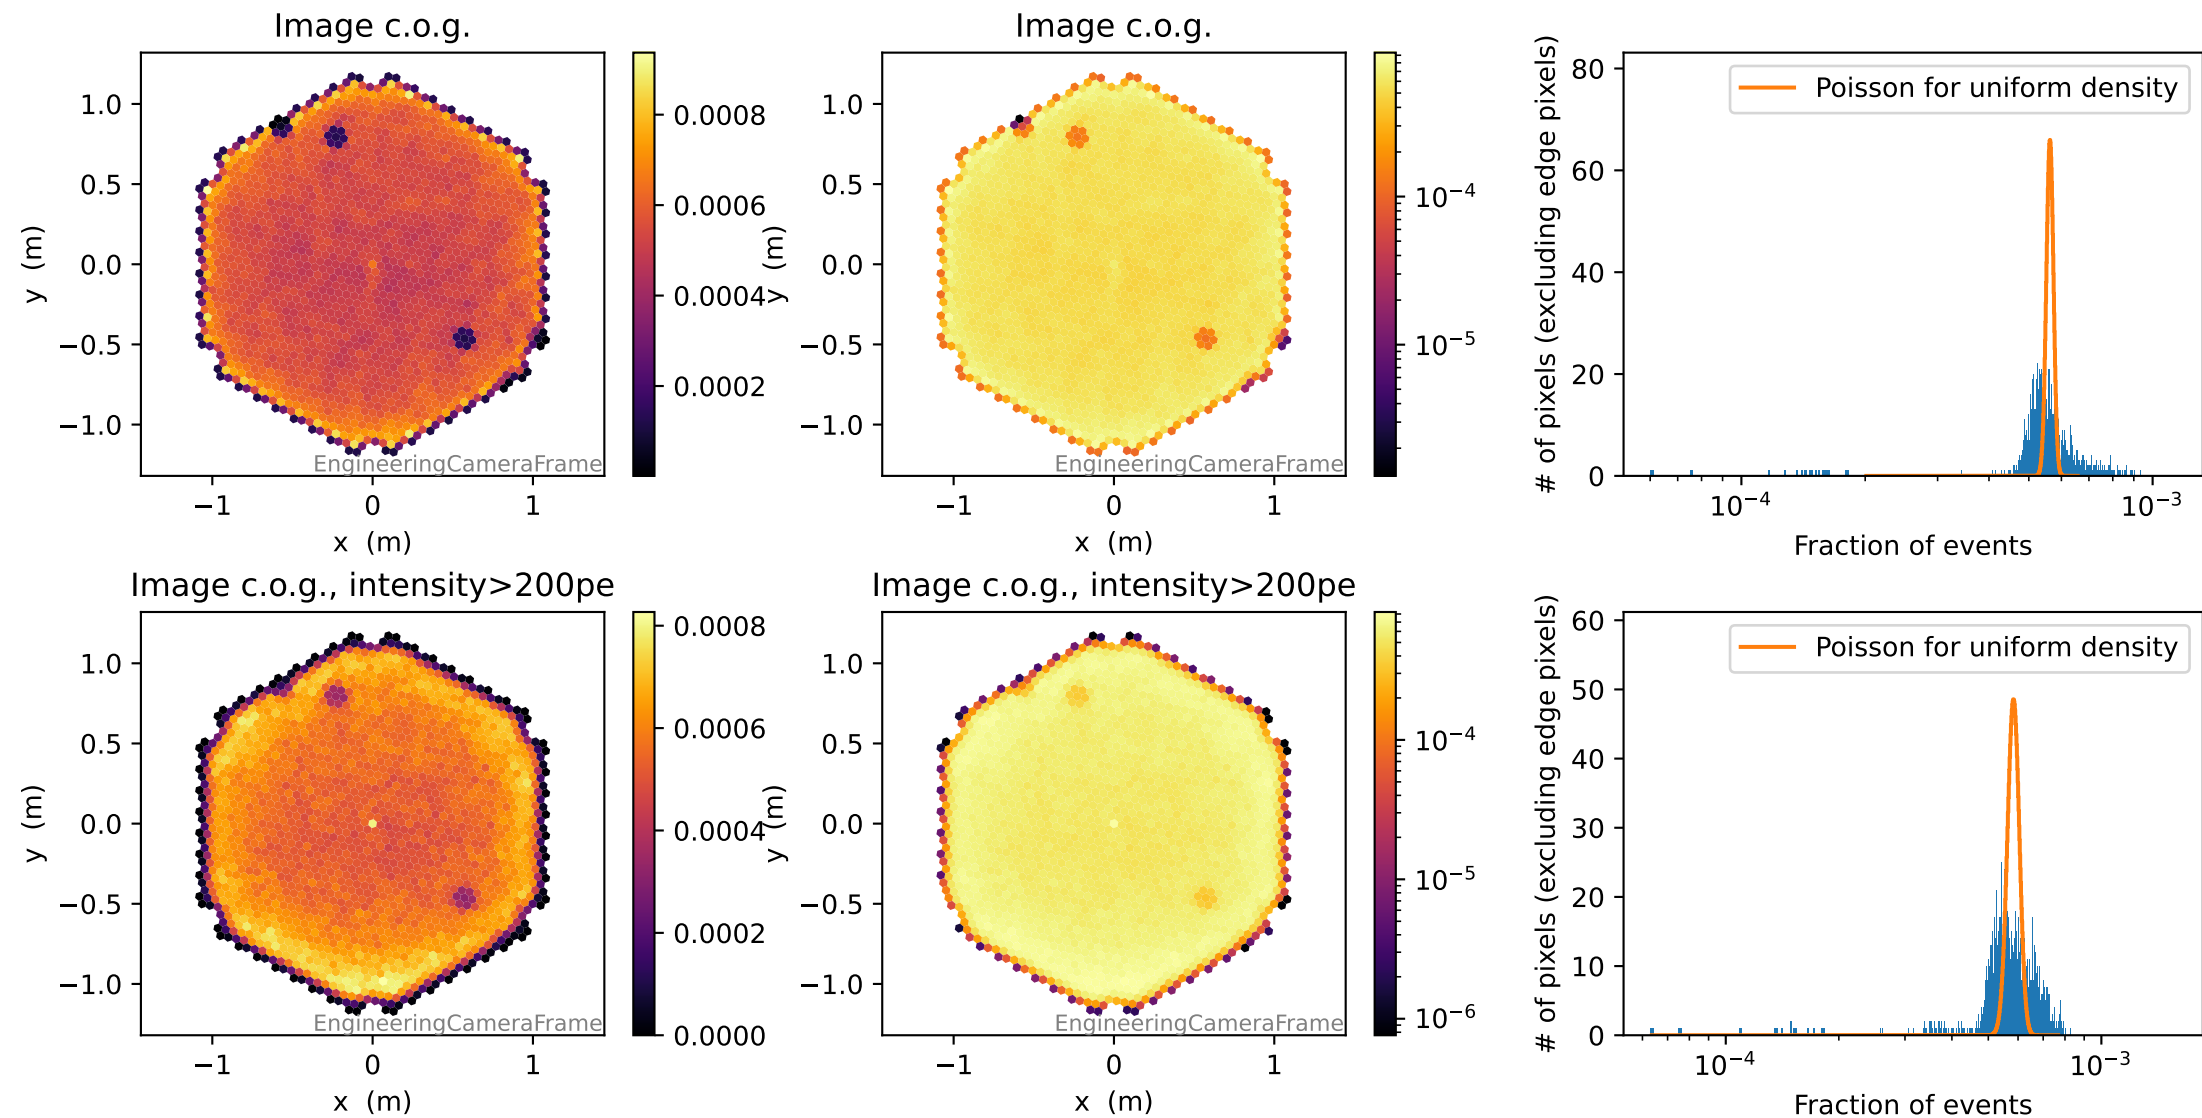 Image c.o.g.
y (m)
1.0
0.5
0.0
−0.5
−1.0
EngineeringCameraFrame
−1
0
1
x (m)
0.0008
0.0006
0.0004
0.0002
Image c.o.g.
y (m)
1.0
0.5
0.0
−0.5
−1.0
EngineeringCameraFrame
−1
0
1
x (m)
10−4
10−5
# of pixels (excluding edge pixels)
80
60
40
20
0
Poisson for uniform density
10−4
10−3
Fraction of events
Image c.o.g., intensity>200pe
y (m)
1.0
0.5
0.0
−0.5
−1.0
EngineeringCameraFrame
−1
0
1
x (m)
0.0008
0.0006
0.0004
0.0002
0.0000
Image c.o.g., intensity>200pe
y (m)
1.0
0.5
0.0
−0.5
−1.0
EngineeringCameraFrame
−1
0
1
x (m)
10−4
10−5
10−6
# of pixels (excluding edge pixels)
60
50
40
30
20
10
0
Poisson for uniform density
10−4
10−3
Fraction of events